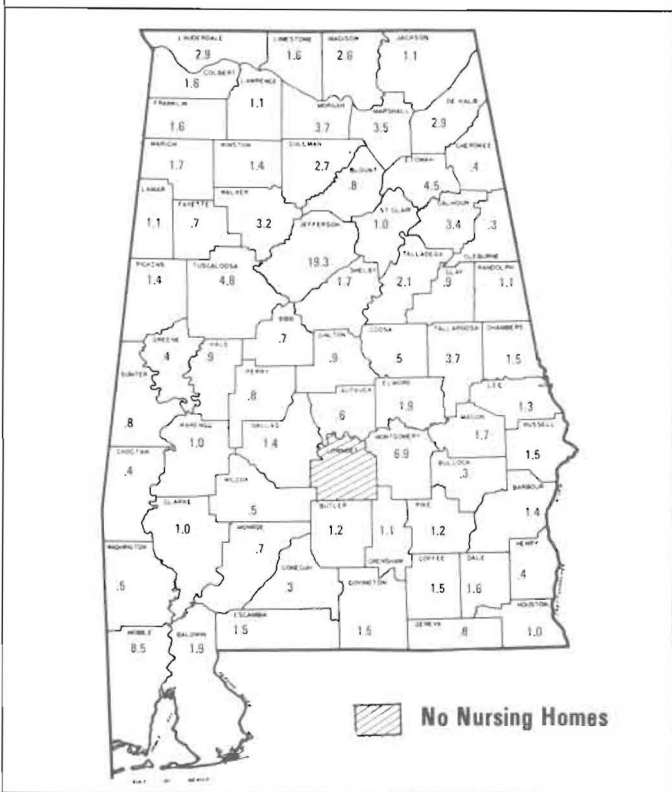 LAUDERDALE
2.9
LIMESTONE
1.6
MADISON
2.6
JACKSON
1.1
COLBERT
1.6
LAWRENCE
1.1
FRANKLIN
1.6
MORGAN
3.7
MARSHALL
3.5
DE KALB
2.9
MARION
1.7
WINSTON
1.4
CULLMAN
2.7
BLOUNT
.8
ETOWAH
4.5
CHEROKEE
.4
LAMAR
1.1
FAYETTE
.7
WALKER
3.2
JEFFERSON
19.3
ST CLAIR
1.0
CALHOUN
3.4
.3
CLEBURNE
PICKENS
1.4
TUSCALOOSA
4.8
SHELBY
1.7
TALLADEGA
2.1
CLAY
.9
RANDOLPH
1.1
GREENE
4
HALE
9
BIBB
.7
CHILTON
.9
COOSA
5
TALLAPOOSA
3.7
CHAMBERS
1.5
SUMTER
.8
PERRY
.8
AUTAUGA
6
ELMORE
1.9
LEE
1.3
MARENGO
1.0
DALLAS
1.4
LOWNDES
MONTGOMERY
6.9
MACON
1.7
RUSSELL
1.5
CHOCTAW
.4
WILCOX
.5
BULLOCK
.3
BARBOUR
1.4
CLARKE
1.0
MONROE
.7
BUTLER
1.2
1.1
CRENSHAW
PIKE
1.2
WASHINGTON
.5
CONECUH
3
COVINGTON
1.5
COFFEE
1.5
DALE
1.6
HENRY
.4
ESCAMBIA
1.5
GENEVA
.8
HOUSTON
1.0
MOBILE
8.5
BALDWIN
1.9
No Nursing Homes